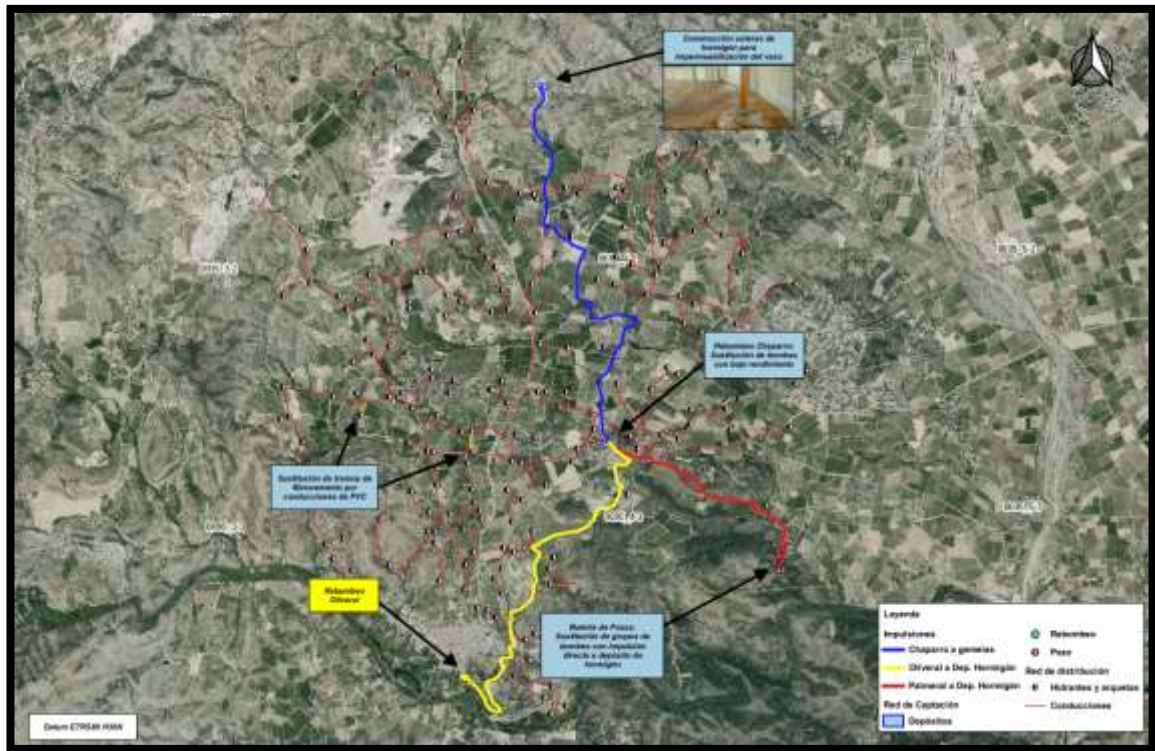 Construcción solera de
hormigón para
impermeabilización del vaso
Rebombeo Chaparro
Sustitución de bombas
con bajo rendimiento
Sustitución de tramos de
fibrocemento por
conducciones de PVC
Rebombeo
Olivaral
Batería de Pozos
Sustitución de grupos de
bombeo con impulsión
directa a depósito de
hormigón
Leyenda
Impulsiones
Chaparro a gemelas
Olivaral a Dep. Hormigón
Palmeral a Dep. Hormigón
Red de Captación
Depósitos
Rebombeo
Pozo
Red de distribución
Hidrantes y arquetas
Conducciones
Datum ETRS89 H30N